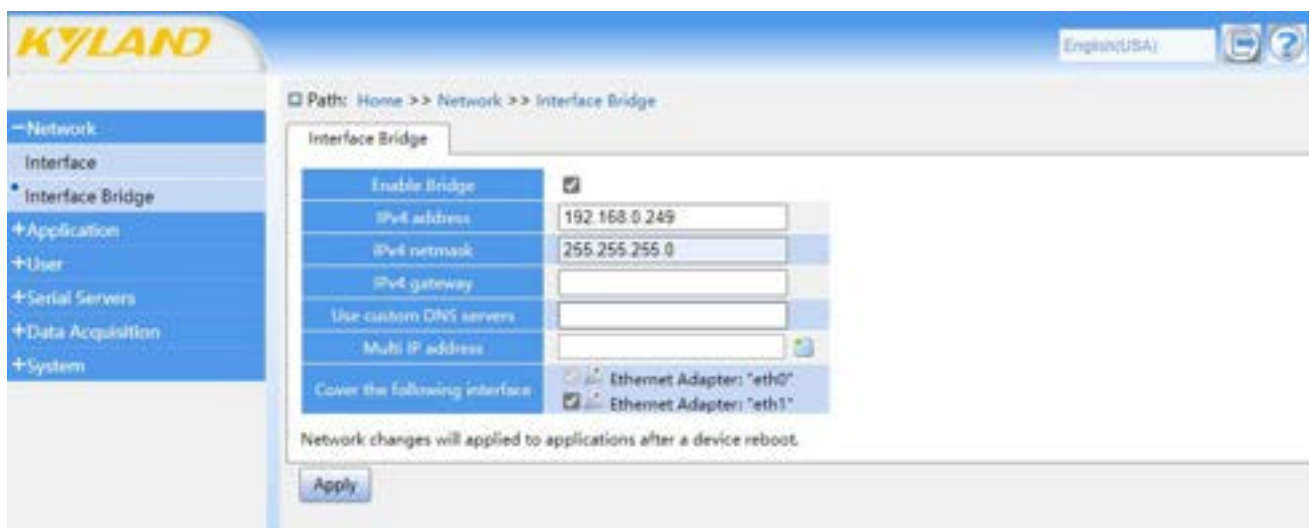 KYLAND
English(USA)
Path: Home >> Network >> Interface Bridge
−Network
Interface
Interface Bridge
+Application
+User
+Serial Servers
+Data Acquisition
+System
Interface Bridge
Enable Bridge
IPv4 address 192.168.0.249
IPv4 netmask 255.255.255.0
IPv4 gateway
Use custom DNS servers
Multi IP address
Cover the following interface
Ethernet Adapter: "eth0"
Ethernet Adapter: "eth1"
Network changes will applied to applications after a device reboot.
Apply